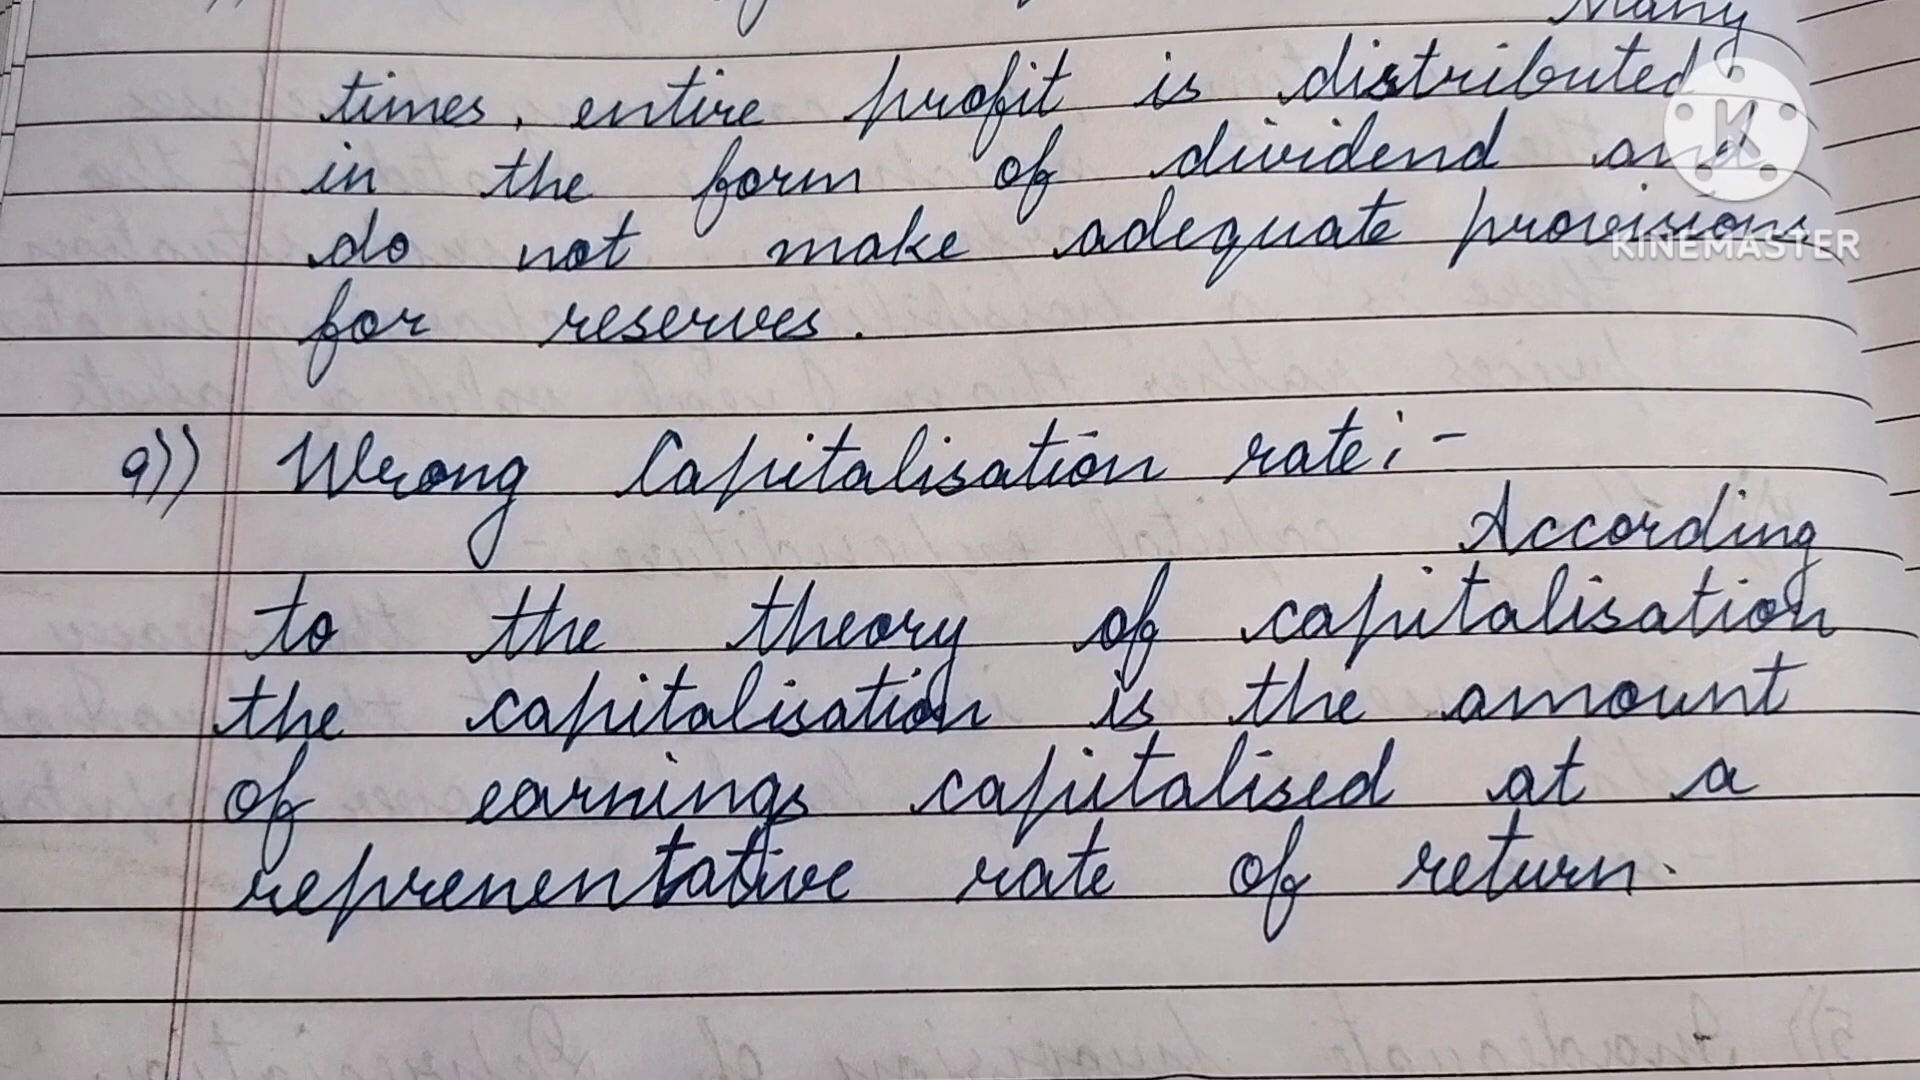 Many
times, entire profit is distributed
in the form of dividend and
do not make adequate provisions
for reserves.
9)) Wrong Capitalisation rate:-
According
to the theory of capitalisation
the capitalisation is the amount
of earnings capitalised at a
reprenentative rate of return.
K
KINEMASTER